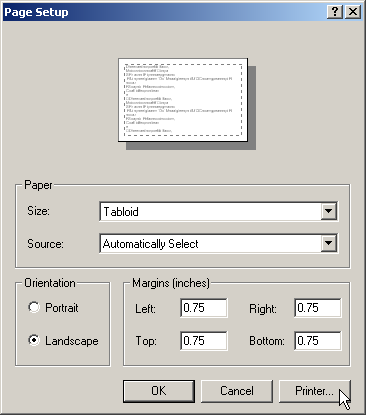 Page Setup
Paper
Size: Tabloid
Source: Automatically Select
Orientation
Portrait
Landscape
Margins (inches)
Left: 0.75 Right: 0.75
Top: 0.75 Bottom: 0.75
OK Cancel Printer...